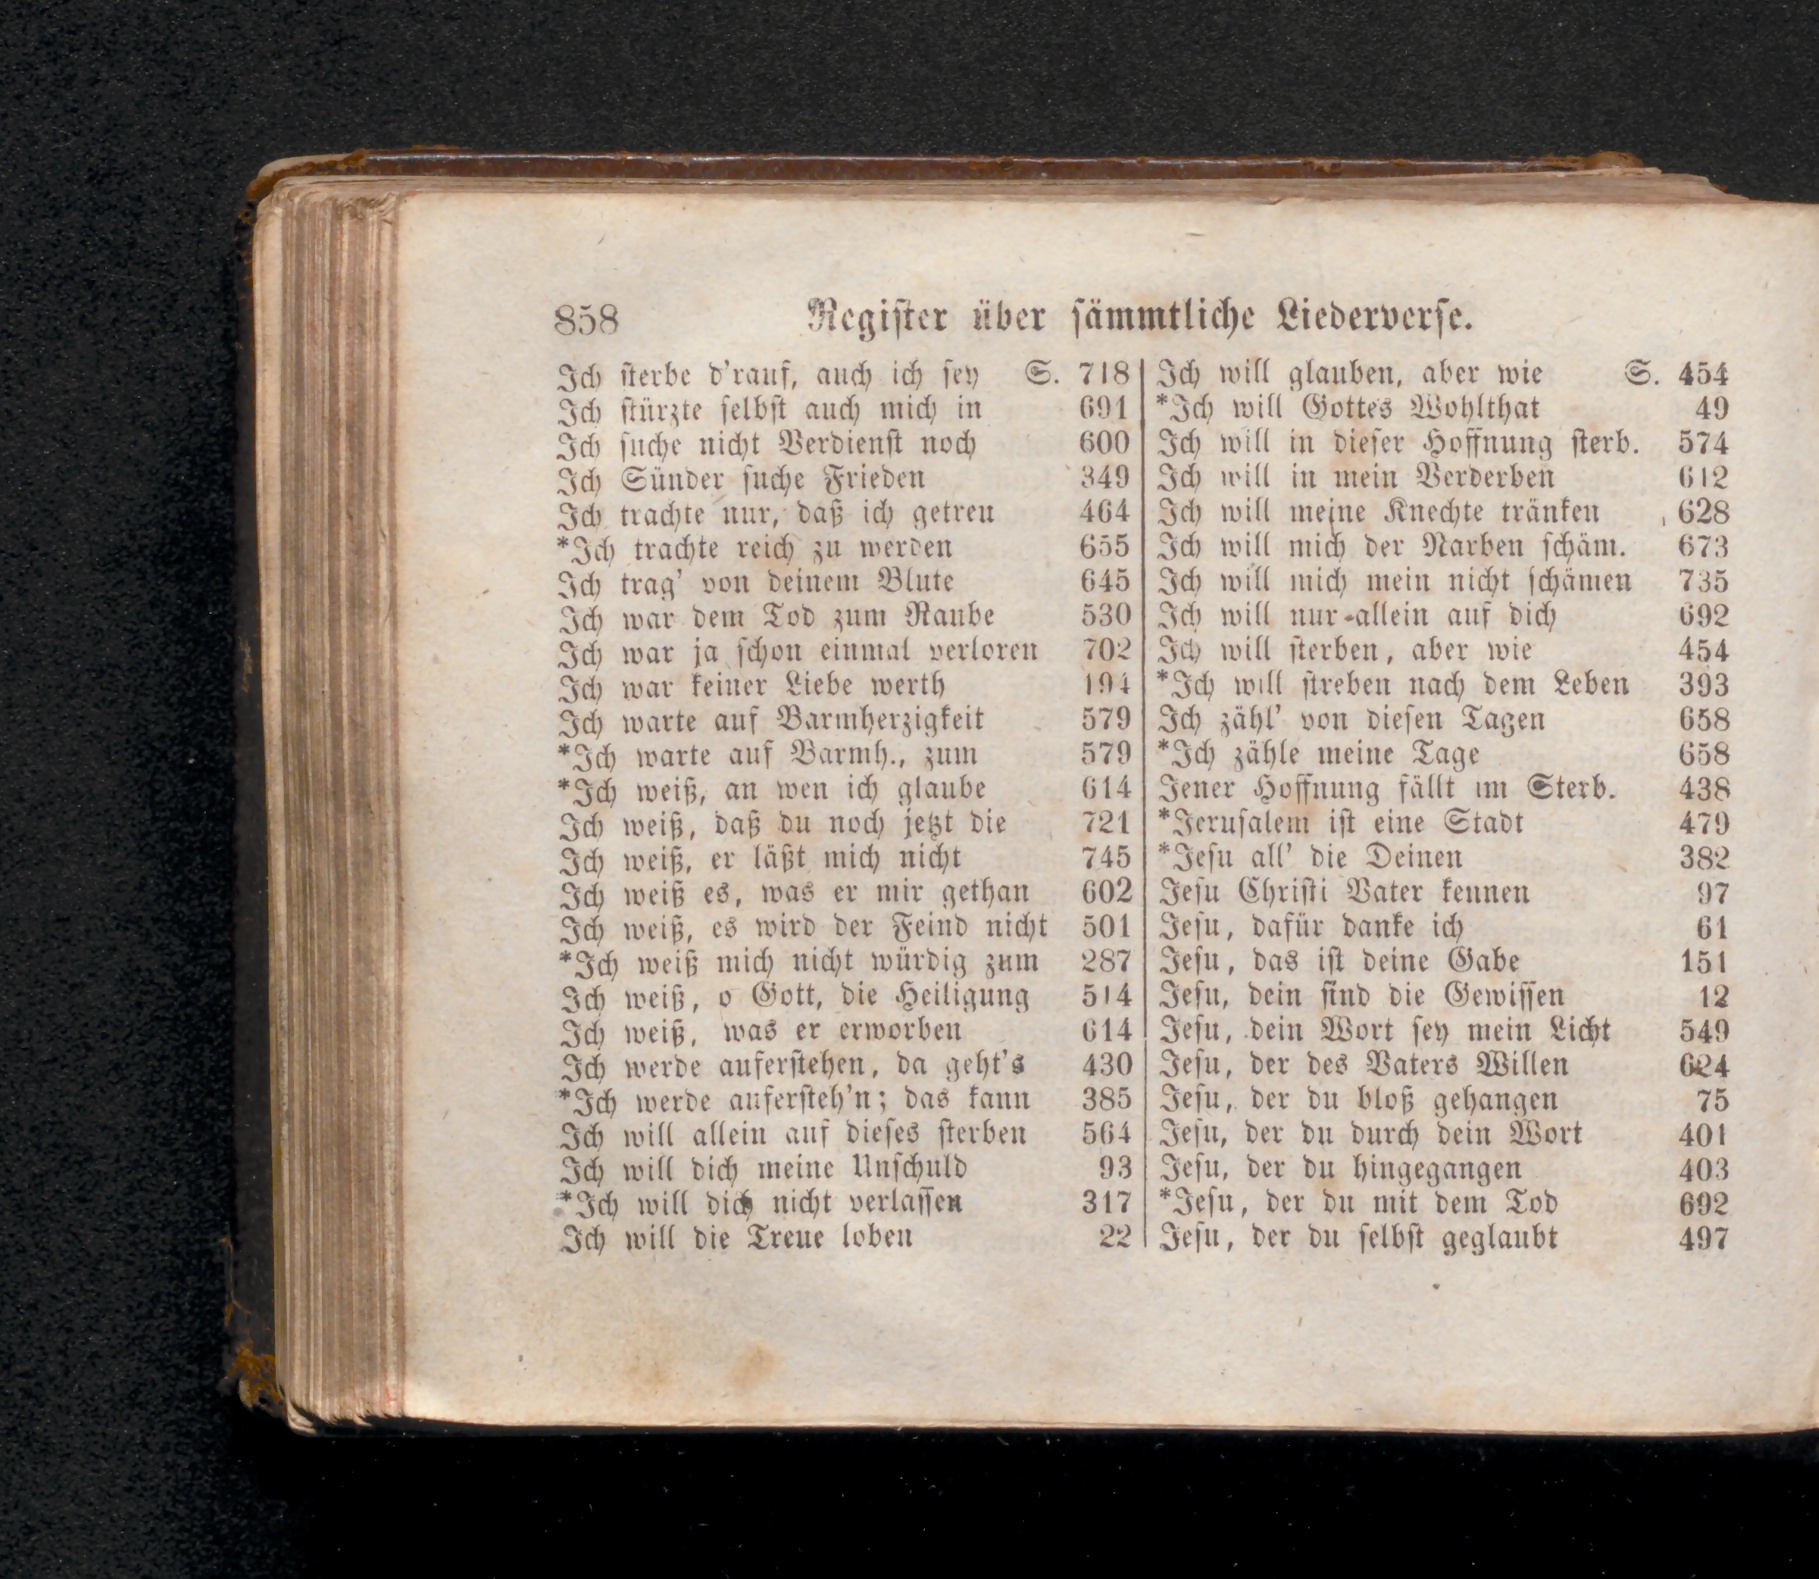 858 Register über sämmtliche Liederverse.
Ich sterbe d'rauf, auch ich sey S. 718
Ich stürzte selbst auch mich in 691
Ich suche nicht Verdienst noch 600
Ich Sünder suche Frieden 349
Ich trachte nur, daß ich getreu 464
*Ich trachte reich zu werden 655
Ich trag' von deinem Blute 645
Ich war dem Tod zum Raube 530
Ich war ja schon einmal verloren 702
Ich war keiner Liebe werth 194
Ich warte auf Barmherzigkeit 579
*Ich warte auf Barmh., zum 579
*Ich weiß, an wen ich glaube 614
Ich weiß, daß du noch jetzt die 721
Ich weiß, er läßt mich nicht 745
Ich weiß es, was er mir gethan 602
Ich weiß, es wird der Feind nicht 501
*Ich weiß mich nicht würdig zum 287
Ich weiß, o Gott, die Heiligung 514
Ich weiß, was er erworben 614
Ich werde auferstehen, da geht's 430
*Ich werde aufersteh'n; das kann 385
Ich will allein auf dieses sterben 564
Ich will dich meine Unschuld 93
*Ich will dich nicht verlassen 317
Ich will die Treue loben 22
Ich will glauben, aber wie S. 454
*Ich will Gottes Wohlthat 49
Ich will in dieser Hoffnung sterb. 574
Ich will in mein Verderben 612
Ich will meine Knechte tränken 628
Ich will mich der Narben schäm. 673
Ich will mich mein nicht schämen 735
Ich will nur allein auf dich 692
Ich will sterben, aber wie 454
*Ich will streben nach dem Leben 393
Ich zähl' von diesen Tagen 658
*Ich zähle meine Tage 658
Jener Hoffnung fällt im Sterb. 438
*Jerusalem ist eine Stadt 479
*Jesu all' die Deinen 382
Jesu Christi Vater kennen 97
Jesu, dafür danke ich 61
Jesu, das ist deine Gabe 151
Jesu, dein sind die Gewissen 12
Jesu, dein Wort sey mein Licht 549
Jesu, der des Vaters Willen 624
Jesu, der du bloß gehangen 75
Jesu, der du durch dein Wort 401
Jesu, der du hingegangen 403
*Jesu, der du mit dem Tod 692
Jesu, der du selbst geglaubt 497